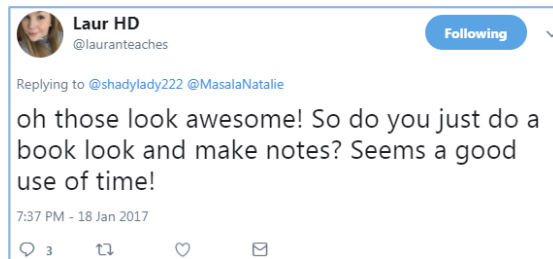 Laur HD
@lauranteaches
Following
Replying to @shadylady222 @MasalaNatalie
oh those look awesome! So do you just do a
book look and make notes? Seems a good
use of time!
7:37 PM - 18 Jan 2017
3